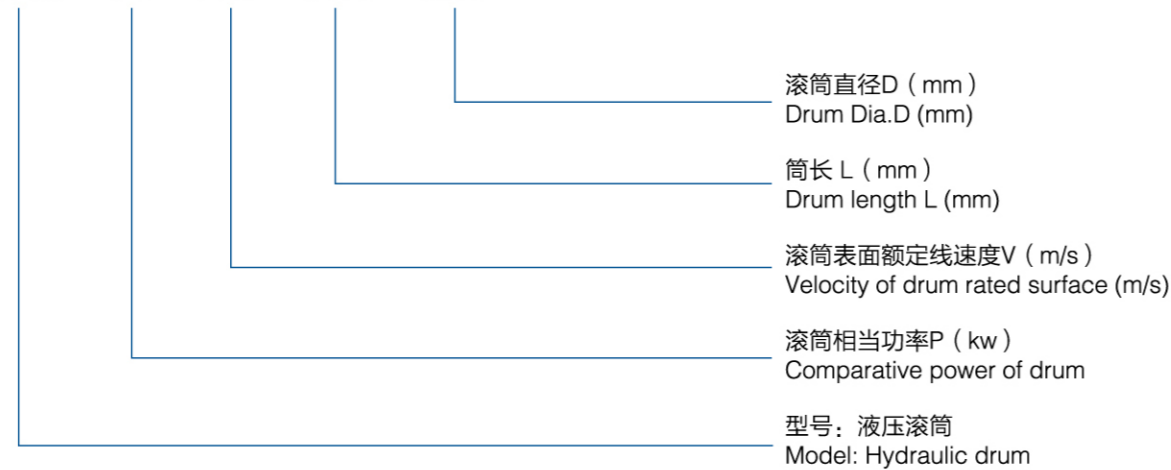 滚筒直径D（mm）
Drum Dia.D (mm)
筒长 L（mm）
Drum length L (mm)
滚筒表面额定线速度V（m/s）
Velocity of drum rated surface (m/s)
滚筒相当功率P（kw）
Comparative power of drum
型号：液压滚筒
Model: Hydraulic drum